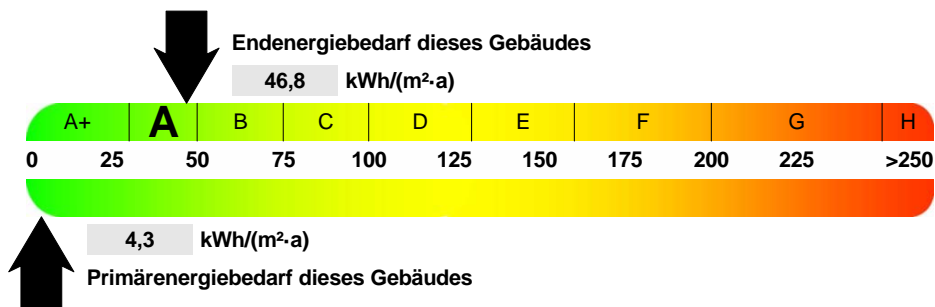 Endenergiebedarf dieses Gebäudes
46,8 kWh/(m²·a)
A+ A B C D E F G H
0 25 50 75 100 125 150 175 200 225 >250
4,3 kWh/(m²·a)
Primärenergiebedarf dieses Gebäudes